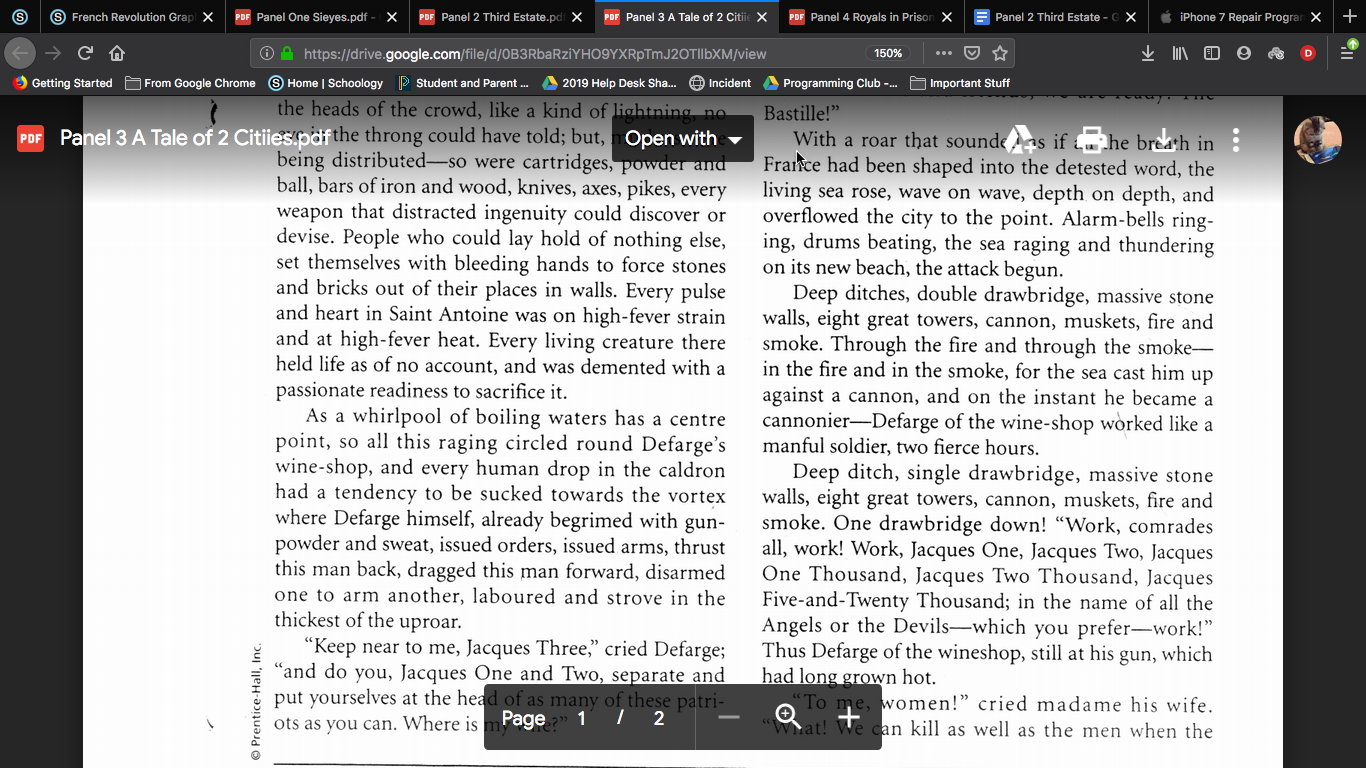 French Revolution Grap
Panel One Sieyes.pdf -
Panel 2 Third Estate.pdf
Panel 3 A Tale of 2 Citiie
Panel 4 Royals in Prison
Panel 2 Third Estate - G
iPhone 7 Repair Program
https://drive.google.com/file/d/0B3RbaRziYHO9YXRpTmJ2OTllbXM/view
150%
D
Getting Started
From Google Chrome
Home | Schoology
Student and Parent ...
2019 Help Desk Sha...
Incident
Programming Club -...
Important Stuff
PDF
Panel 3 A Tale of 2 Citiies.pdf
Open with
the heads of the crowd, like a kind of lightning, no
in the throng could have told; but,
being distributed—so were cartridges, powder and
ball, bars of iron and wood, knives, axes, pikes, every
weapon that distracted ingenuity could discover or
devise. People who could lay hold of nothing else,
set themselves with bleeding hands to force stones
and bricks out of their places in walls. Every pulse
and heart in Saint Antoine was on high-fever strain
and at high-fever heat. Every living creature there
held life as of no account, and was demented with a
passionate readiness to sacrifice it.
As a whirlpool of boiling waters has a centre
point, so all this raging circled round Defarge's
wine-shop, and every human drop in the caldron
had a tendency to be sucked towards the vortex
where Defarge himself, already begrimed with gun-
powder and sweat, issued orders, issued arms, thrust
this man back, dragged this man forward, disarmed
one to arm another, laboured and strove in the
thickest of the uproar.
"Keep near to me, Jacques Three," cried Defarge;
"and do you, Jacques One and Two, separate and
put yourselves at the head of as many of these patri-
ots as you can. Where is my wife?"
© Prentice-Hall, Inc.
Bastille!"
With a roar that sounded as if all the breath in
France had been shaped into the detested word, the
living sea rose, wave on wave, depth on depth, and
overflowed the city to the point. Alarm-bells ring-
ing, drums beating, the sea raging and thundering
on its new beach, the attack begun.
Deep ditches, double drawbridge, massive stone
walls, eight great towers, cannon, muskets, fire and
smoke. Through the fire and through the smoke—
in the fire and in the smoke, for the sea cast him up
against a cannon, and on the instant he became a
cannonier—Defarge of the wine-shop worked like a
manful soldier, two fierce hours.
Deep ditch, single drawbridge, massive stone
walls, eight great towers, cannon, muskets, fire and
smoke. One drawbridge down! "Work, comrades
all, work! Work, Jacques One, Jacques Two, Jacques
One Thousand, Jacques Two Thousand, Jacques
Five-and-Twenty Thousand; in the name of all the
Angels or the Devils—which you prefer—work!"
Thus Defarge of the wineshop, still at his gun, which
had long grown hot.
"To me, women!" cried madame his wife.
"What! We can kill as well as the men when the
Page 1 / 2